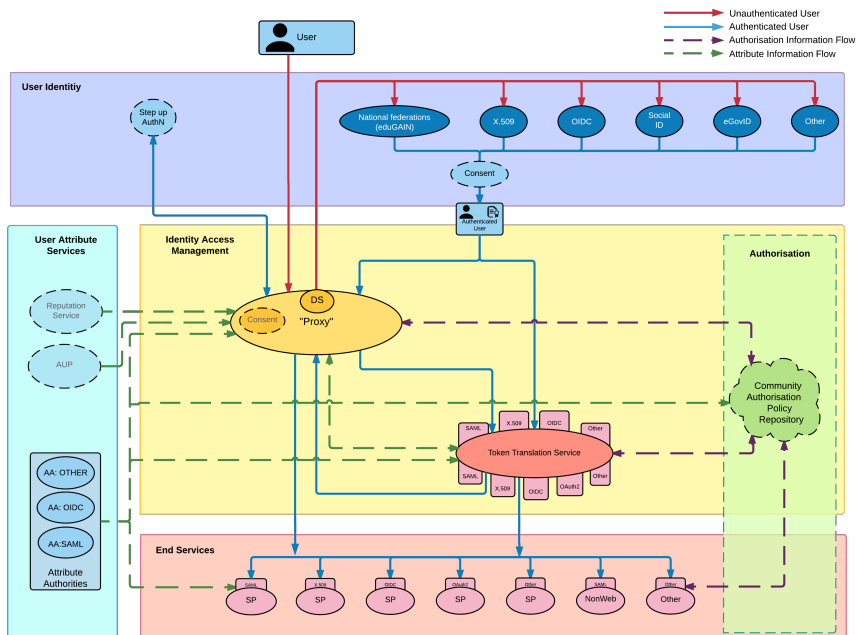 Unauthenticated User
Authenticated User
Authorisation Information Flow
Attribute Information Flow
User
User Identitiy
Step up
AuthN
National federations
(eduGAIN)
X.509
OIDC
Social
ID
eGovID
Other
Consent
Authenticated
User
User Attribute
Services
Identity Access
Management
Authorisation
Reputation
Service
AUP
DS
Consent
"Proxy"
Community
Authorisation
Policy
Repository
SAML
X.509
OIDC
Other
Token Translation Service
SAML
X.509
OIDC
OAuth2
Other
AA: OTHER
AA: OIDC
AA:SAML
Attribute
Authorities
End Services
SAML
SP
X.509
SP
OIDC
SP
OAuth2
SP
Other
SP
SAML
NonWeb
Other
Other